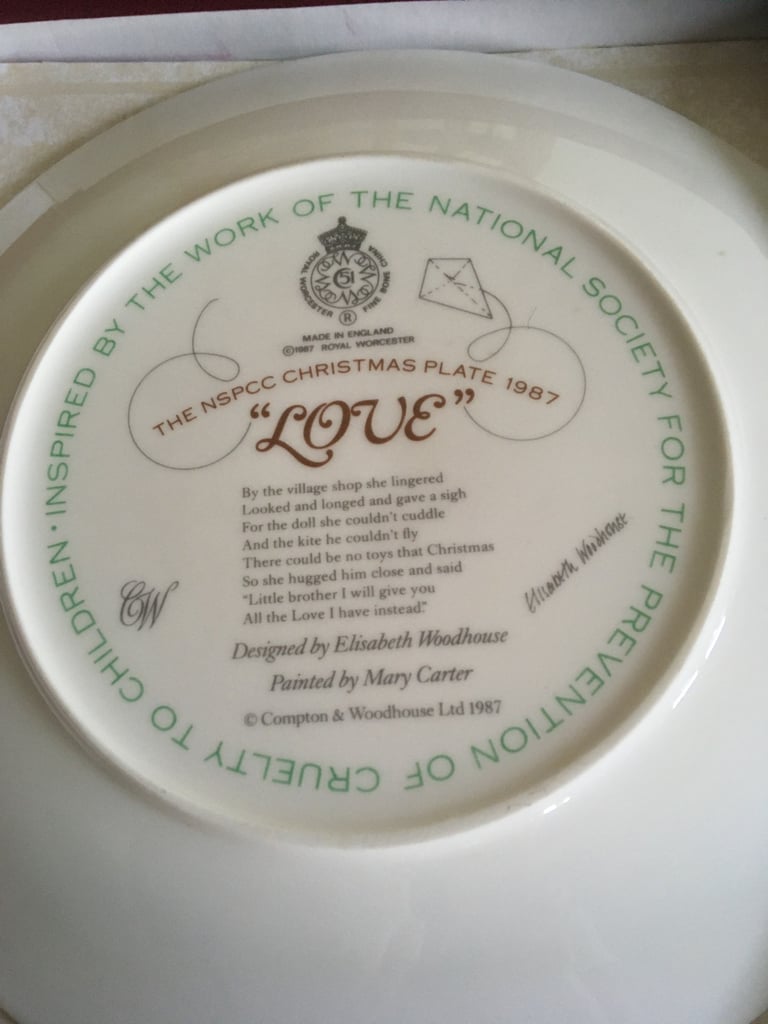 INSPIRED BY THE WORK OF THE NATIONAL SOCIETY FOR THE PREVENTION OF CRUELTY TO CHILDREN ·
ROYAL WORCESTER FINE BONE CHINA
51
®
MADE IN ENGLAND
©1987 ROYAL WORCESTER
THE NSPCC CHRISTMAS PLATE 1987
“LOVE”
By the village shop she lingered
Looked and longed and gave a sigh
For the doll she couldn't cuddle
And the kite he couldn't fly
There could be no toys that Christmas
So she hugged him close and said
“Little brother I will give you
All the Love I have instead.”
CW
Elisabeth Woodhouse
Designed by Elisabeth Woodhouse
Painted by Mary Carter
© Compton & Woodhouse Ltd 1987